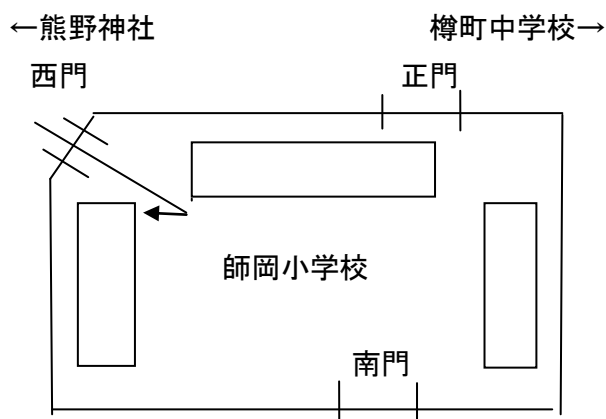 ←熊野神社
樽町中学校→
西門
正門
師岡小学校
南門